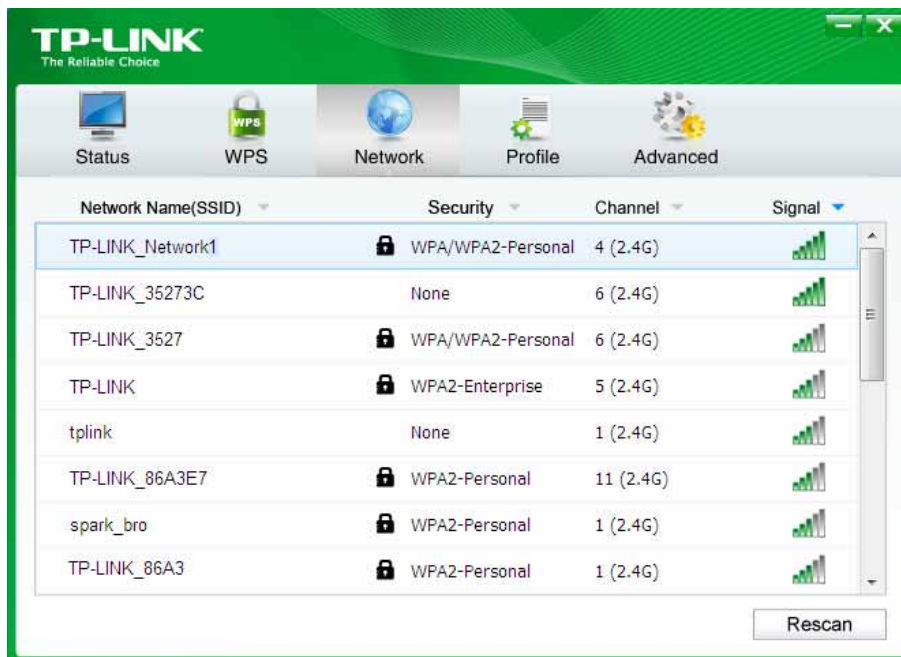 TP-LINK
The Reliable Choice
WPS
Status WPS Network Profile Advanced
Network Name(SSID) Security Channel Signal
TP-LINK_Network1 WPA/WPA2-Personal 4 (2.4G)
TP-LINK_35273C None 6 (2.4G)
TP-LINK_3527 WPA/WPA2-Personal 6 (2.4G)
TP-LINK WPA2-Enterprise 5 (2.4G)
tplink None 1 (2.4G)
TP-LINK_86A3E7 WPA2-Personal 11 (2.4G)
spark_bro WPA2-Personal 1 (2.4G)
TP-LINK_86A3 WPA2-Personal 1 (2.4G)
Rescan